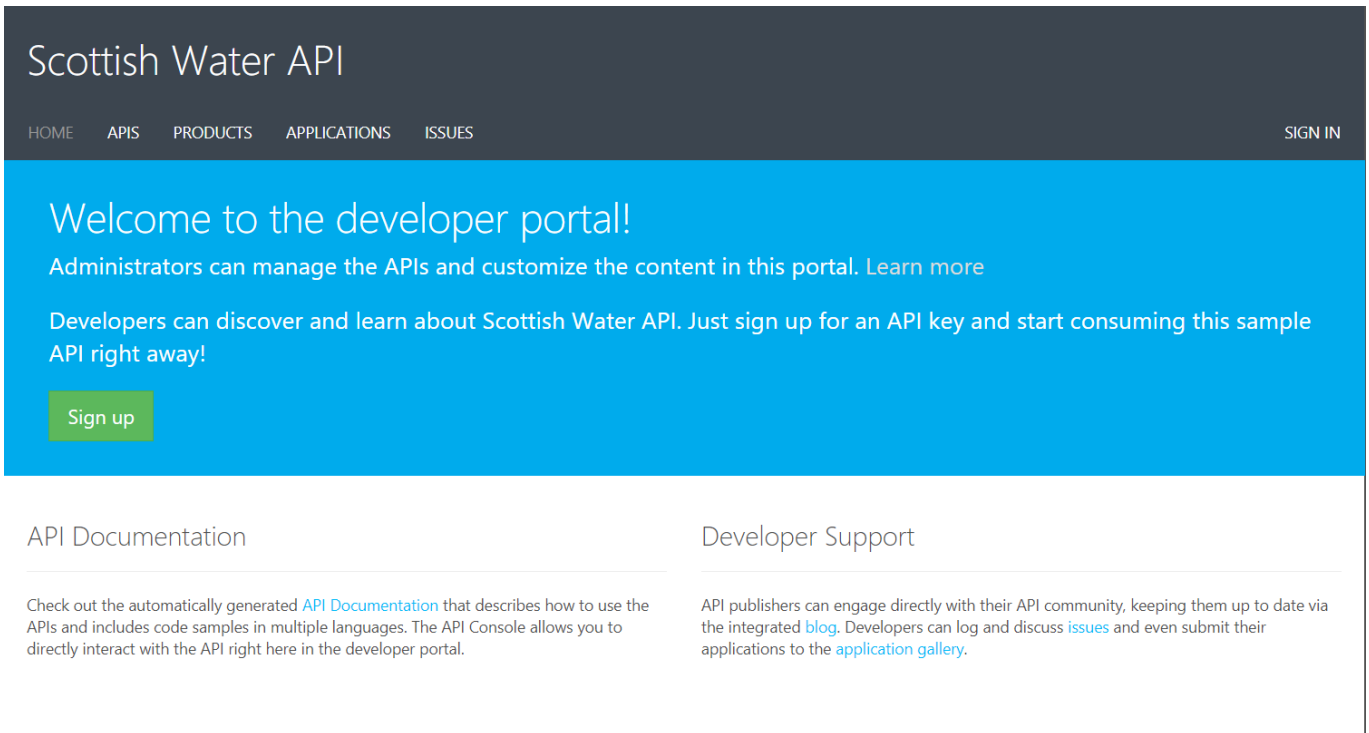 Scottish Water API
HOME APIS PRODUCTS APPLICATIONS ISSUES SIGN IN
Welcome to the developer portal!
Administrators can manage the APIs and customize the content in this portal. Learn more
Developers can discover and learn about Scottish Water API. Just sign up for an API key and start consuming this sample
API right away!
Sign up
API Documentation
Check out the automatically generated API Documentation that describes how to use the
APIs and includes code samples in multiple languages. The API Console allows you to
directly interact with the API right here in the developer portal.
Developer Support
API publishers can engage directly with their API community, keeping them up to date via
the integrated blog. Developers can log and discuss issues and even submit their
applications to the application gallery.